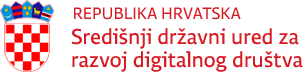 REPUBLIKA HRVATSKA
Središnji državni ured za
razvoj digitalnog društva